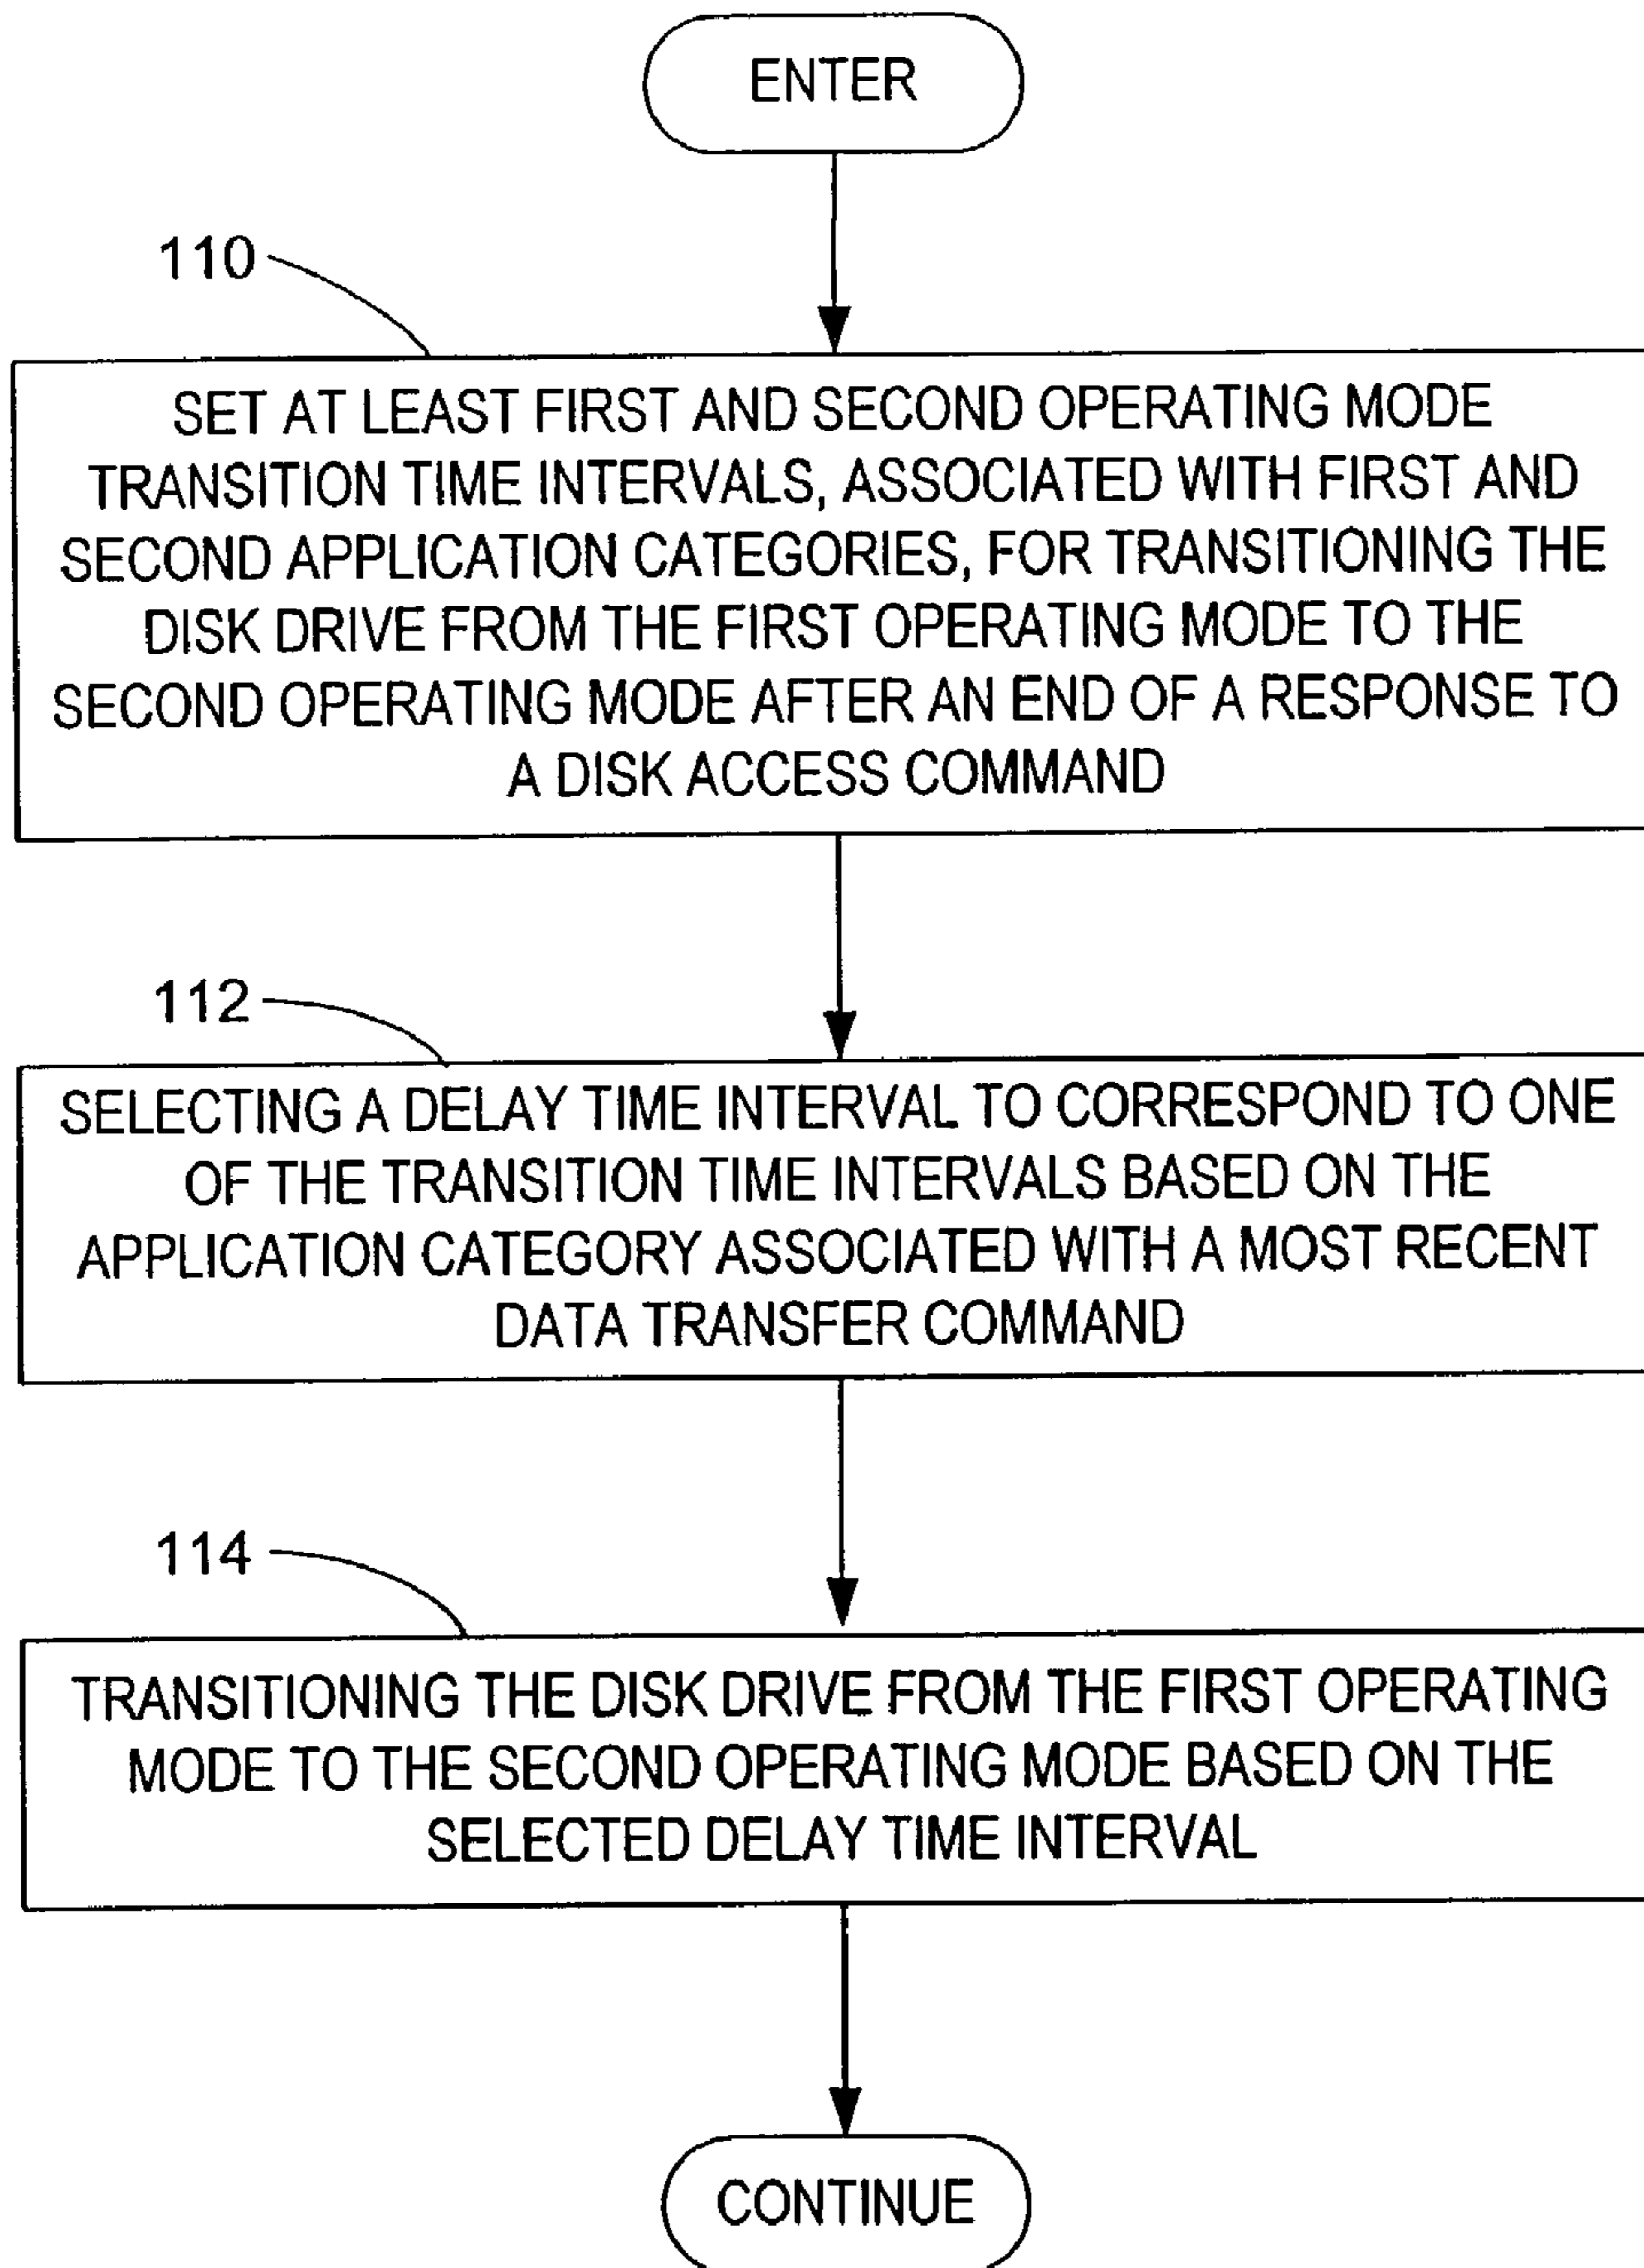 ENTER
110
SET AT LEAST FIRST AND SECOND OPERATING MODE
TRANSITION TIME INTERVALS, ASSOCIATED WITH FIRST AND
SECOND APPLICATION CATEGORIES, FOR TRANSITIONING THE
DISK DRIVE FROM THE FIRST OPERATING MODE TO THE
SECOND OPERATING MODE AFTER AN END OF A RESPONSE TO
A DISK ACCESS COMMAND
112
SELECTING A DELAY TIME INTERVAL TO CORRESPOND TO ONE
OF THE TRANSITION TIME INTERVALS BASED ON THE
APPLICATION CATEGORY ASSOCIATED WITH A MOST RECENT
DATA TRANSFER COMMAND
114
TRANSITIONING THE DISK DRIVE FROM THE FIRST OPERATING
MODE TO THE SECOND OPERATING MODE BASED ON THE
SELECTED DELAY TIME INTERVAL
CONTINUE